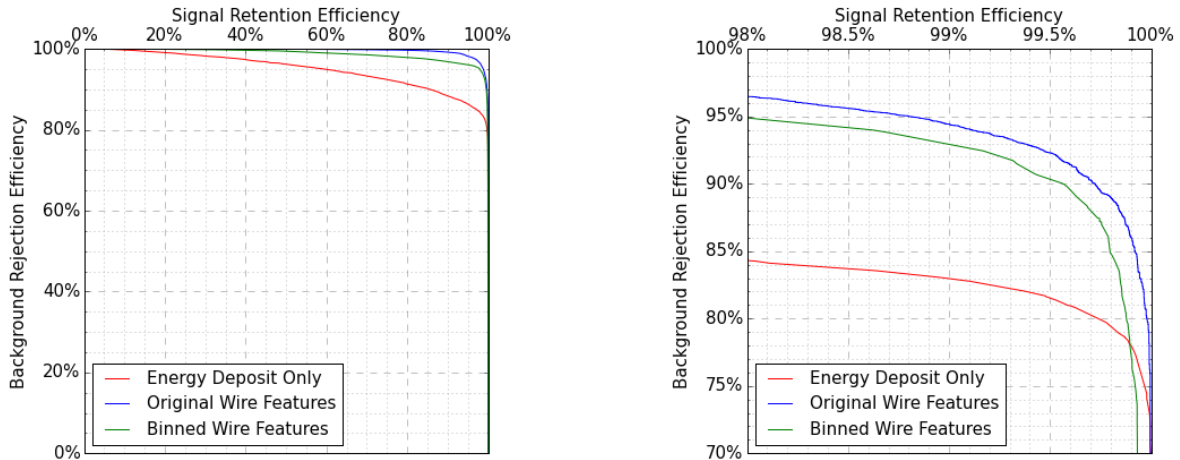 Signal Retention Efficiency
0% 20% 40% 60% 80% 100%
100%
80%
60%
40%
20%
0%
Background Rejection Efficiency
Energy Deposit Only
Original Wire Features
Binned Wire Features
Signal Retention Efficiency
98% 98.5% 99% 99.5% 100%
100%
95%
90%
85%
80%
75%
70%
Background Rejection Efficiency
Energy Deposit Only
Original Wire Features
Binned Wire Features